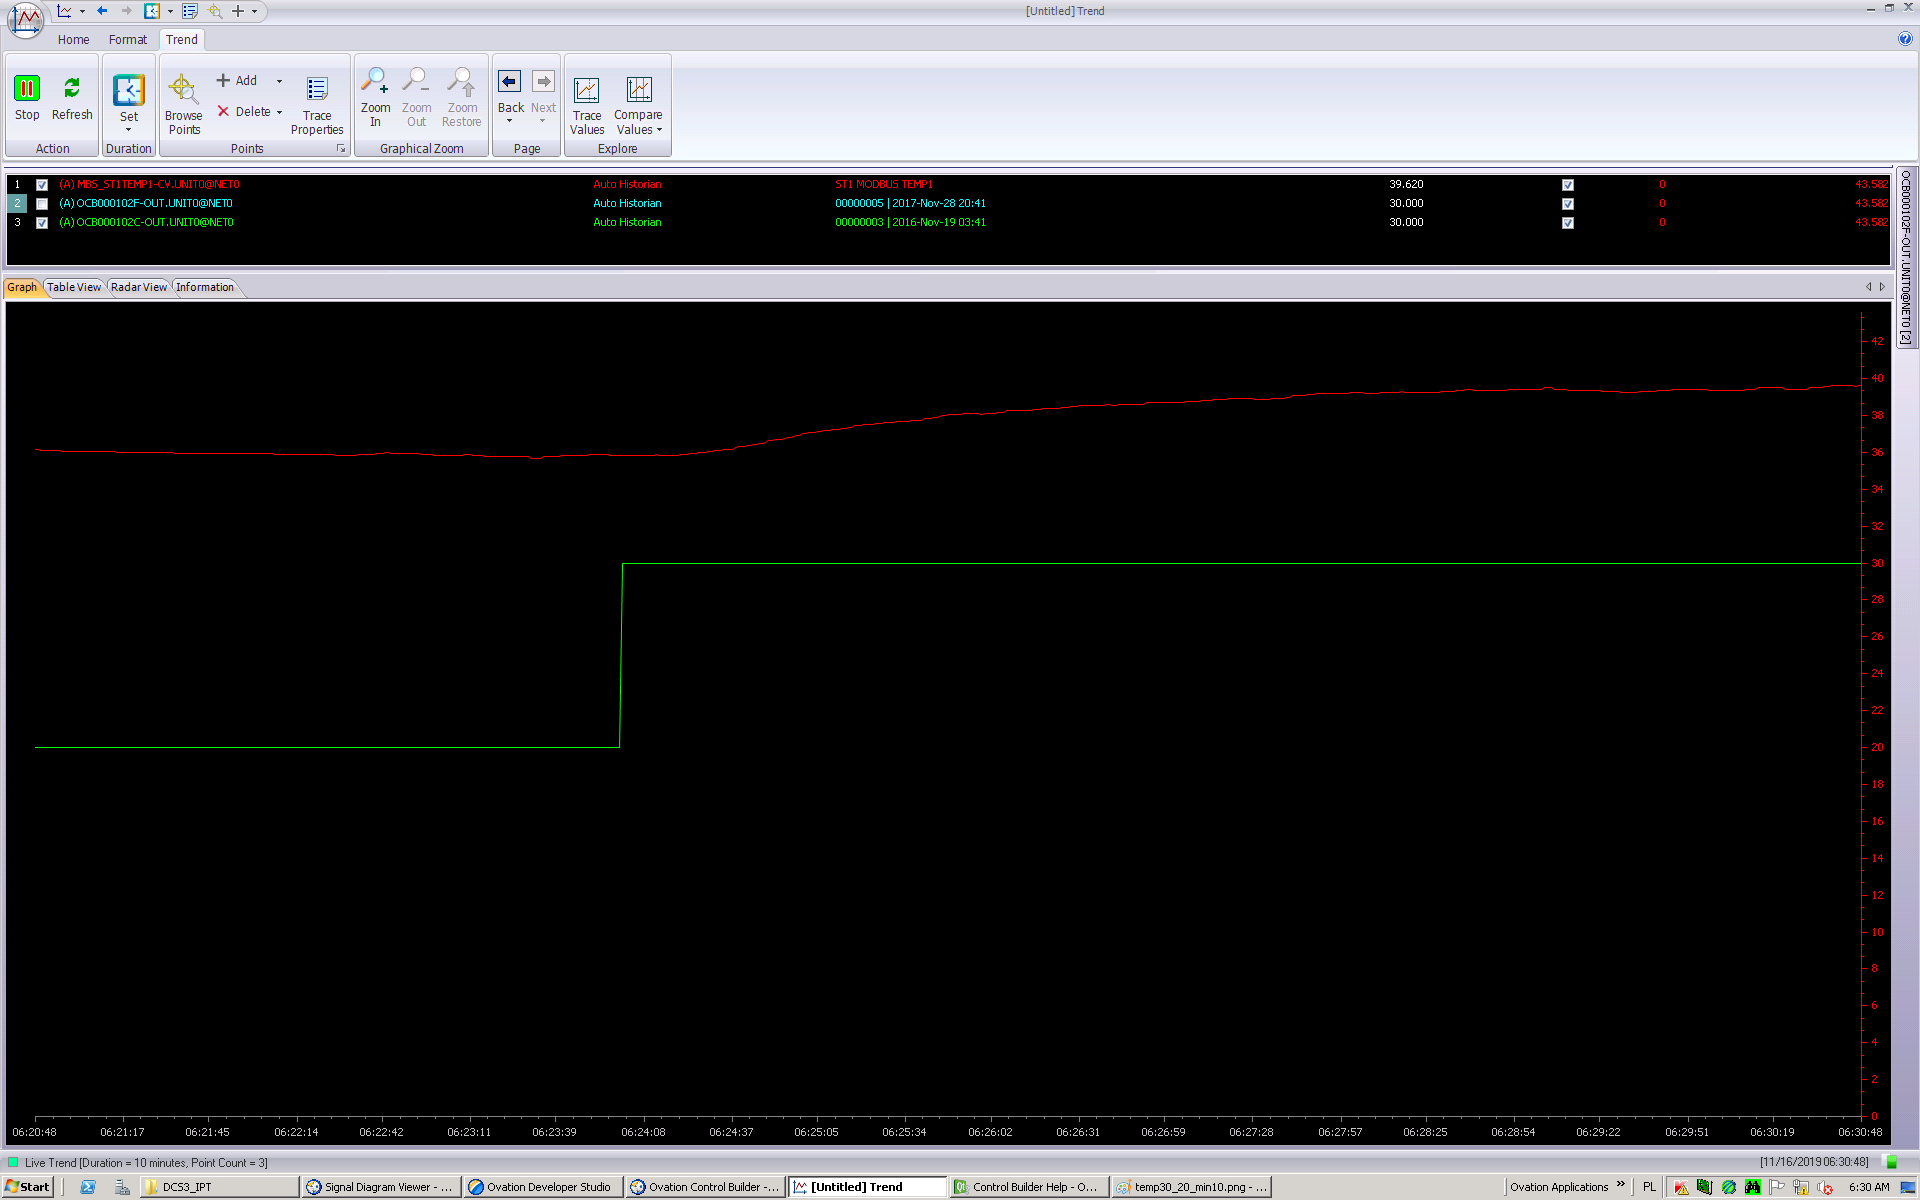 [Untitled] Trend
Home Format Trend
Stop Refresh Set Browse Points Add Delete Trace Properties Zoom In Zoom Out Zoom Restore Back Next Trace Values Compare Values
Action Duration Points Graphical Zoom Page Explore
1 (A) MBS_ST1TEMP1-CV.UNIT0@NET0 Auto Historian ST1 MODBUS TEMP1 39.620 0 43.582
2 (A) OCB000102F-OUT.UNIT0@NET0 Auto Historian 00000005 | 2017-Nov-28 20:41 30.000 0 43.582
3 (A) OCB000102C-OUT.UNIT0@NET0 Auto Historian 00000003 | 2016-Nov-19 03:41 30.000 0 43.582
OCB000102F-OUT.UNIT0@NET0 [2]
Graph Table View Radar View Information
42
40
38
36
34
32
30
28
26
24
22
20
18
16
14
12
10
8
6
4
2
0
06:20:48 06:21:17 06:21:45 06:22:14 06:22:42 06:23:11 06:23:39 06:24:08 06:24:37 06:25:05 06:25:34 06:26:02 06:26:31 06:26:59 06:27:28 06:27:57 06:28:25 06:28:54 06:29:22 06:29:51 06:30:19 06:30:48
Live Trend [Duration = 10 minutes, Point Count = 3] [11/16/2019 06:30:48]
Start DCS3_IPT Signal Diagram Viewer - ... Ovation Developer Studio Ovation Control Builder -... [Untitled] Trend Control Builder Help - O... temp30_20_min10.png - ... Ovation Applications » PL 6:30 AM